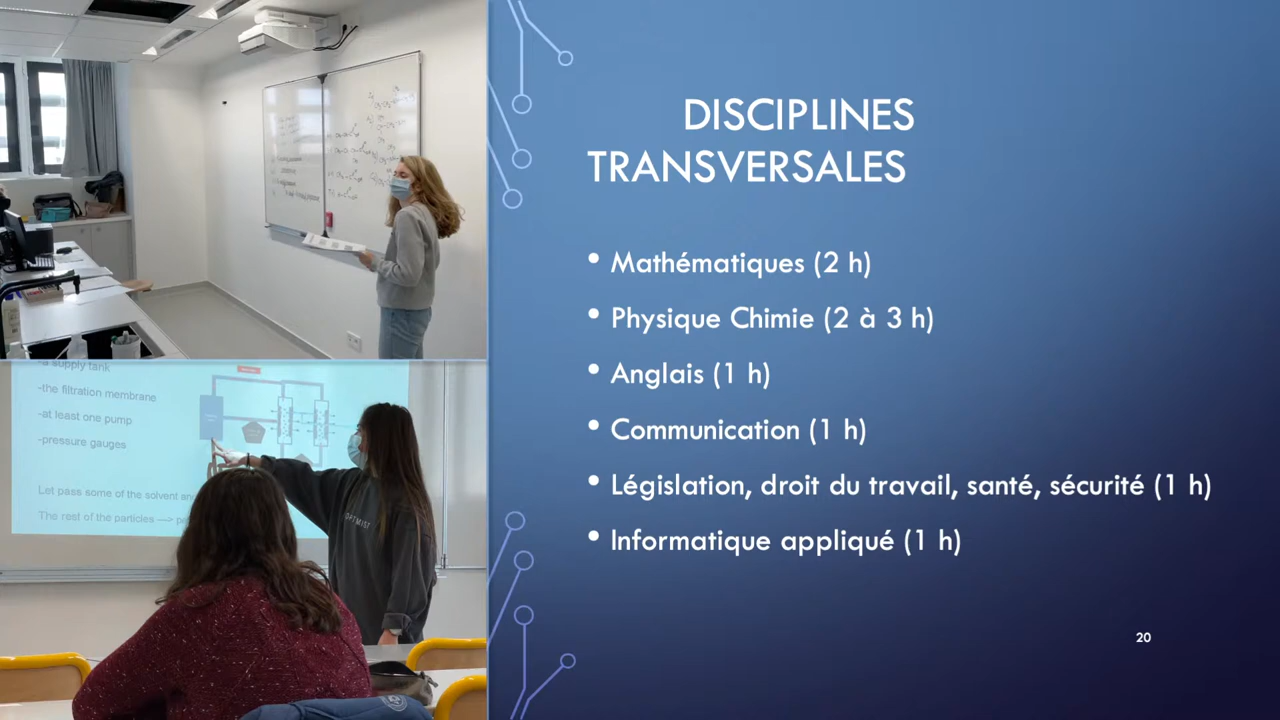 DISCIPLINES
TRANSVERSALES
• Mathématiques (2 h)
• Physique Chimie (2 à 3 h)
• Anglais (1 h)
• Communication (1 h)
• Législation, droit du travail, santé, sécurité (1 h)
• Informatique appliqué (1 h)
20
-a supply tank
-the filtration membrane
-at least one pump
-pressure gauges
Let pass some of the solvent
The rest of the particles —>